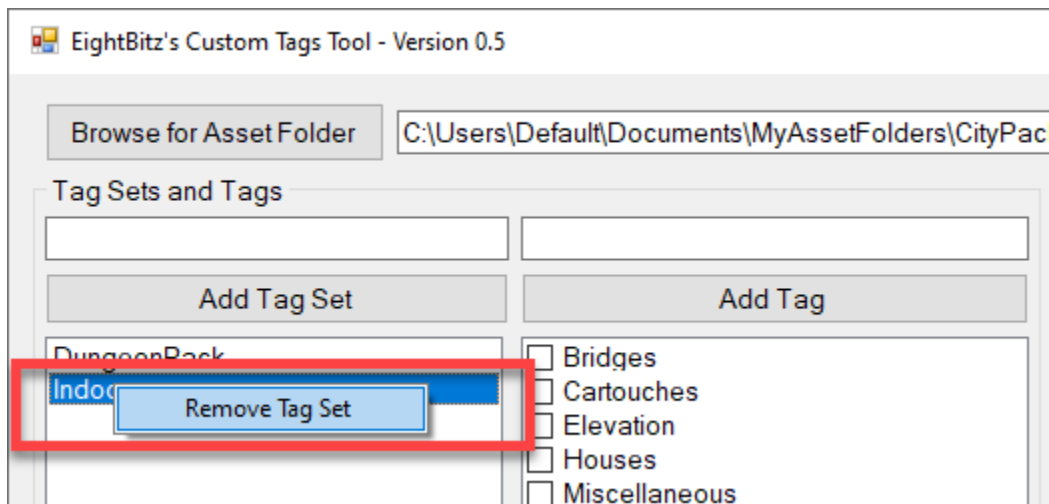 EightBitz's Custom Tags Tool - Version 0.5
Browse for Asset Folder
C:\Users\Default\Documents\MyAssetFolders\CityPac
Tag Sets and Tags
Add Tag Set
Add Tag
DungeonPack
Remove Tag Set
Bridges
Cartouches
Elevation
Houses
Miscellaneous